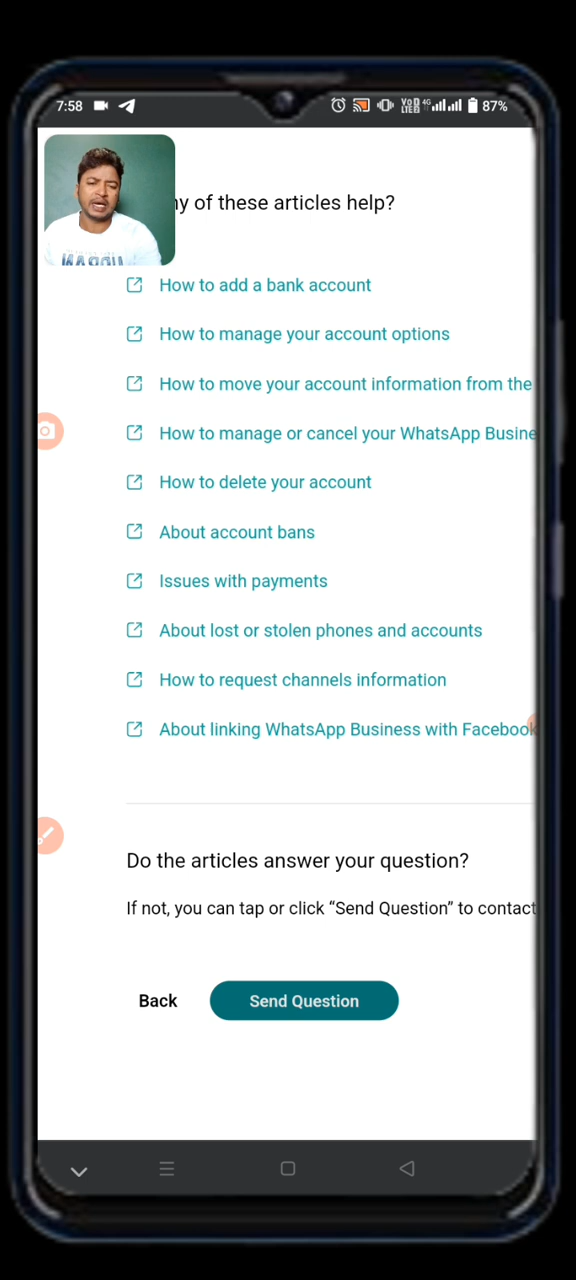 7:58
VoD
LTE2
4G
87%
ny of these articles help?
How to add a bank account
How to manage your account options
How to move your account information from the
How to manage or cancel your WhatsApp Busine
How to delete your account
About account bans
Issues with payments
About lost or stolen phones and accounts
How to request channels information
About linking WhatsApp Business with Facebook
Do the articles answer your question?
If not, you can tap or click “Send Question” to contact
Back
Send Question